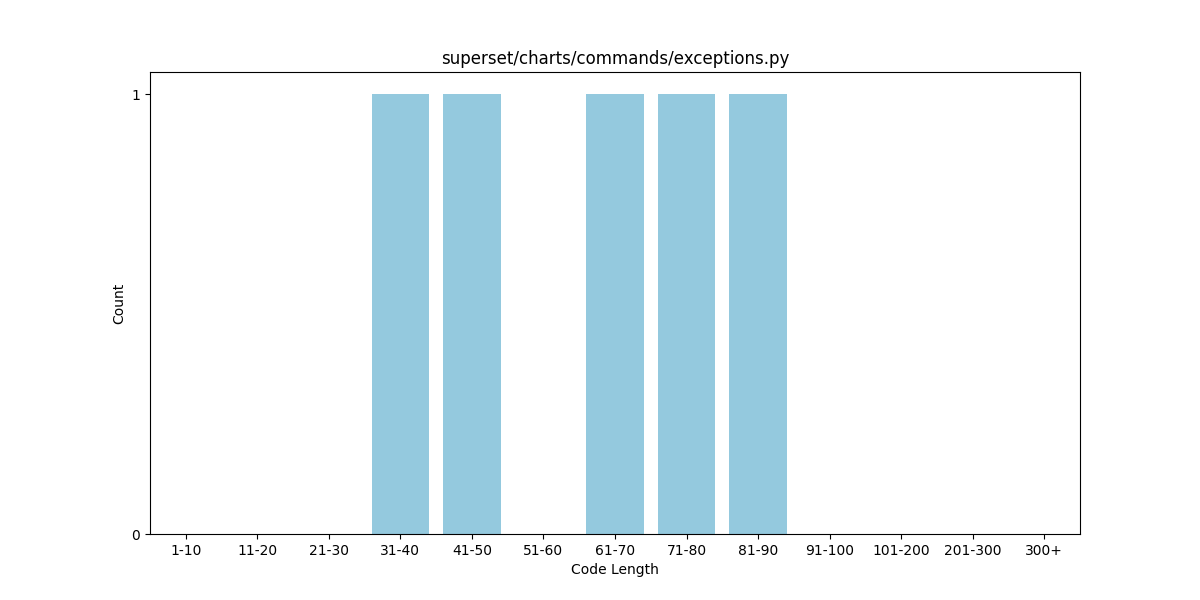 superset/charts/commands/exceptions.py
1
Count
0
1-10 11-20 21-30 31-40 41-50 51-60 61-70 71-80 81-90 91-100 101-200 201-300 300+
Code Length